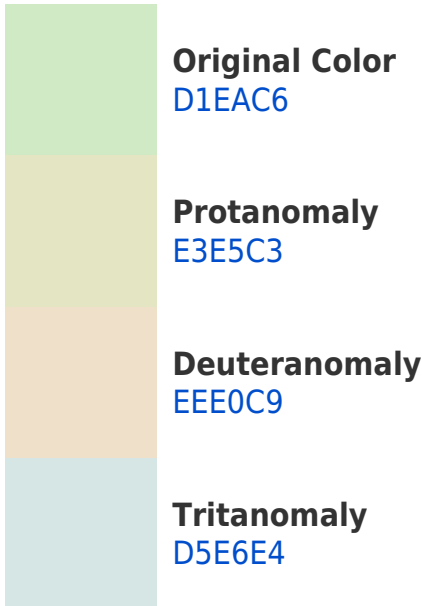 Original Color
D1EAC6
Protanomaly
E3E5C3
Deuteranomaly
EEE0C9
Tritanomaly
D5E6E4